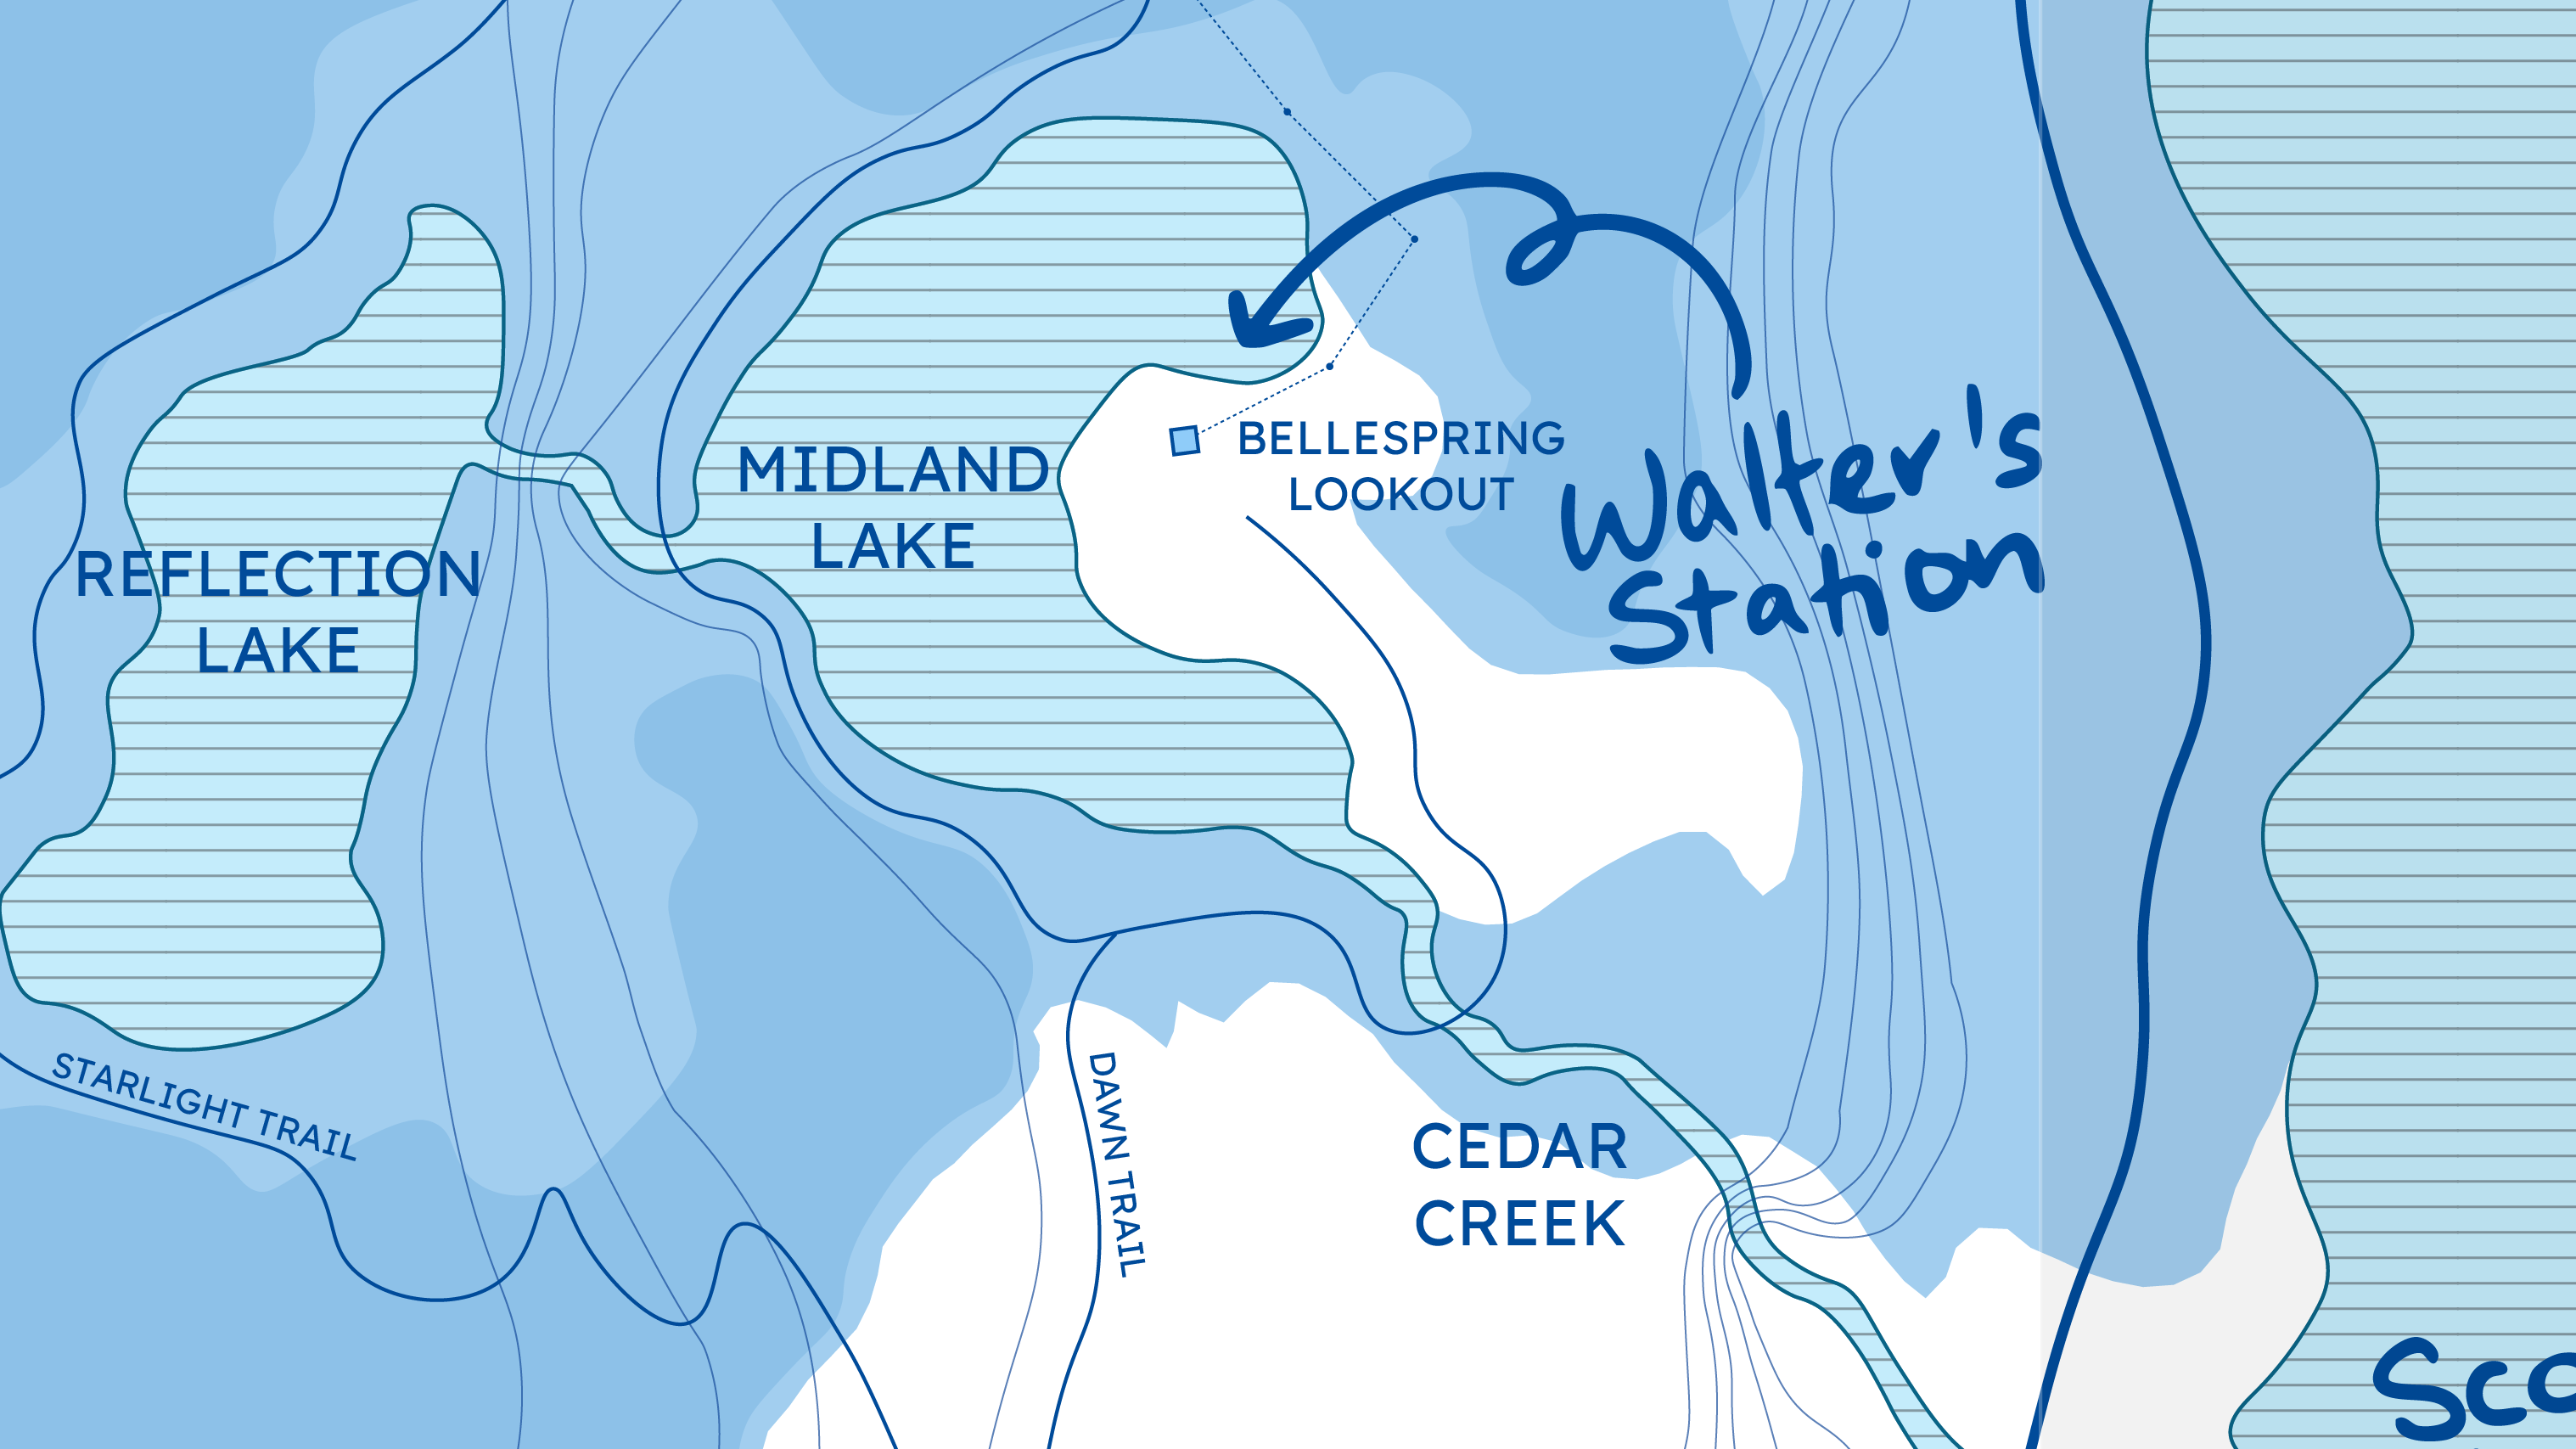 BELLESPRING
LOOKOUT
MIDLAND
LAKE
Walter's
Station
REFLECTION
LAKE
STARLIGHT TRAIL
DAWN TRAIL
CEDAR
CREEK